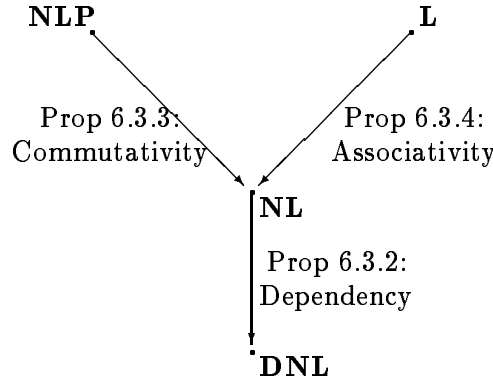 NLP
L
Prop 6.3.3:
Commutativity
Prop 6.3.4:
Associativity
NL
Prop 6.3.2:
Dependency
DNL